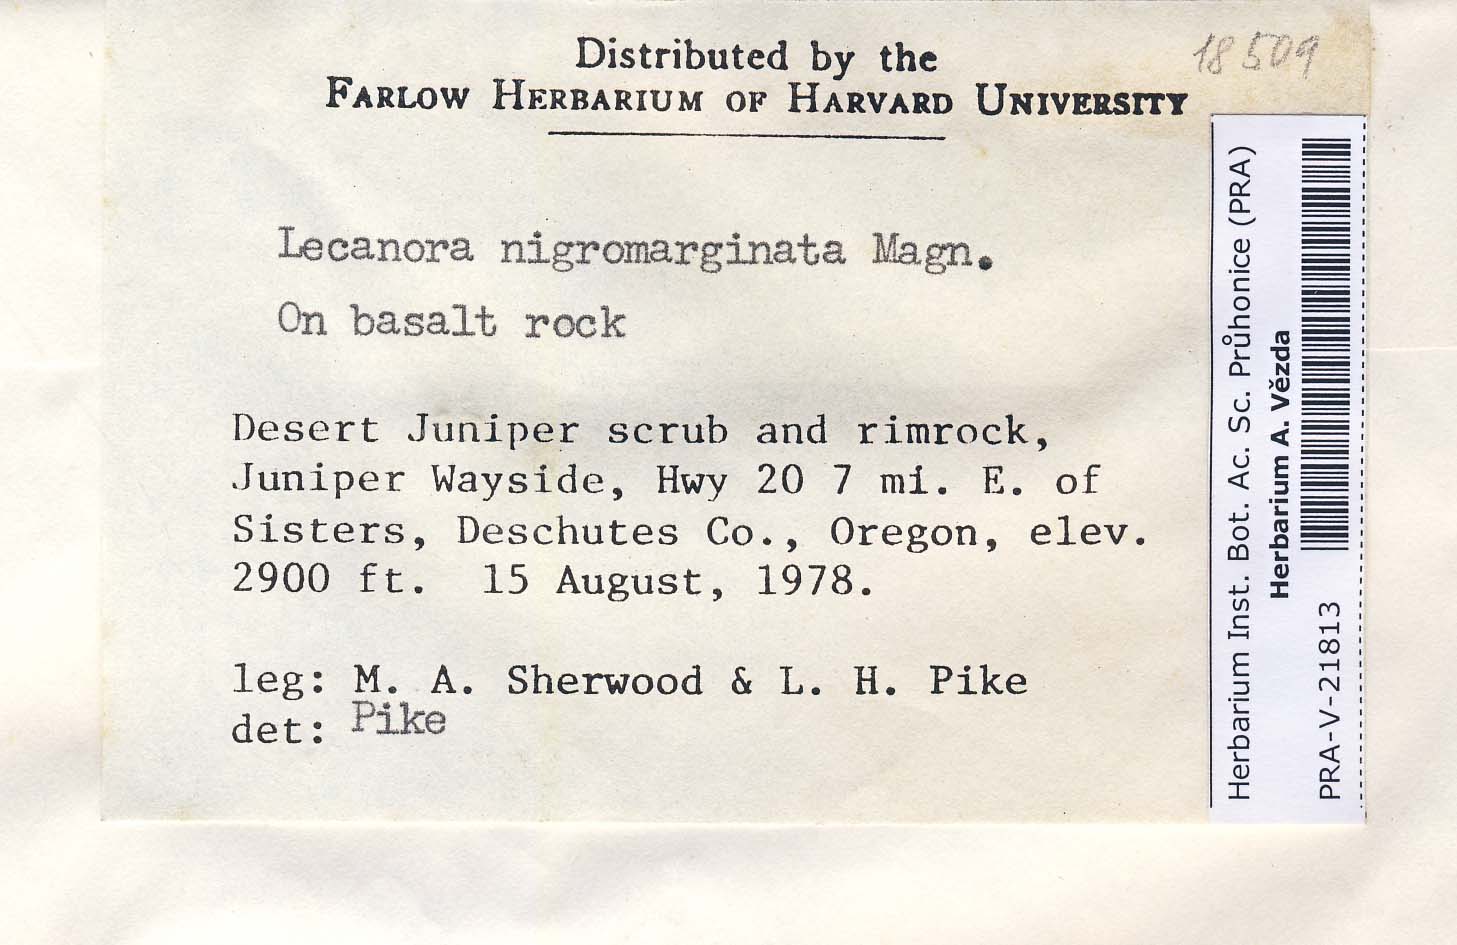 Distributed by the
FARLOW HERBARIUM OF HARVARD UNIVERSITY
18509
Lecanora nigromarginata Magn.
On basalt rock
Desert Juniper scrub and rimrock,
Juniper Wayside, Hwy 20 7 mi. E. of
Sisters, Deschutes Co., Oregon, elev.
2900 ft. 15 August, 1978.
leg: M. A. Sherwood & L. H. Pike
det: Pike
Herbarium Inst. Bot. Ac. Sc. Průhonice (PRA)
Herbarium A. Vězda
PRA-V-21813